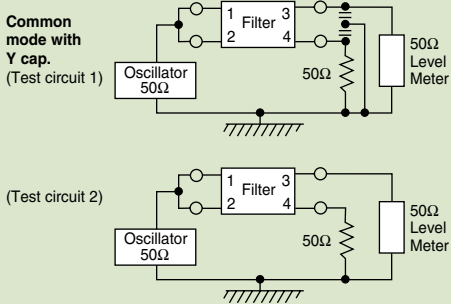 Common
mode with
Y cap.
(Test circuit 1)
1 Filter 3
2 4
Oscillator
50Ω
50Ω
50Ω
Level
Meter
(Test circuit 2)
1 Filter 3
2 4
Oscillator
50Ω
50Ω
50Ω
Level
Meter